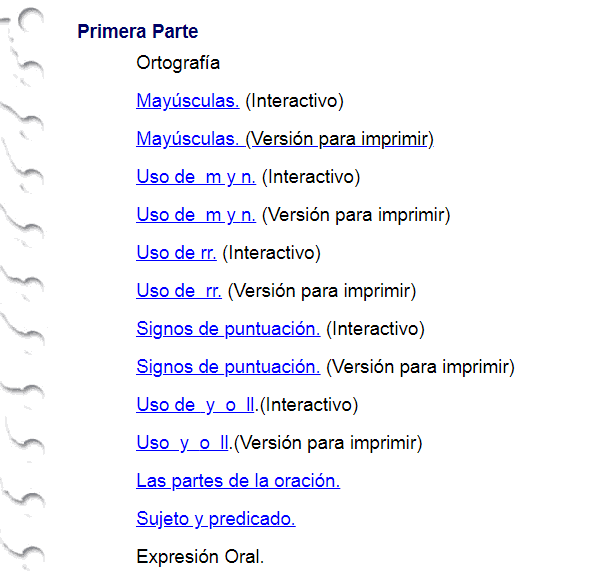 Primera Parte
Ortografía
Mayúsculas. (Interactivo)
Mayúsculas. (Versión para imprimir)
Uso de  m y n. (Interactivo)
Uso de  m y n. (Versión para imprimir)
Uso de rr. (Interactivo)
Uso de  rr. (Versión para imprimir)
Signos de puntuación. (Interactivo)
Signos de puntuación. (Versión para imprimir)
Uso de  y  o  ll.(Interactivo)
Uso  y  o  ll.(Versión para imprimir)
Las partes de la oración.
Sujeto y predicado.
Expresión Oral.